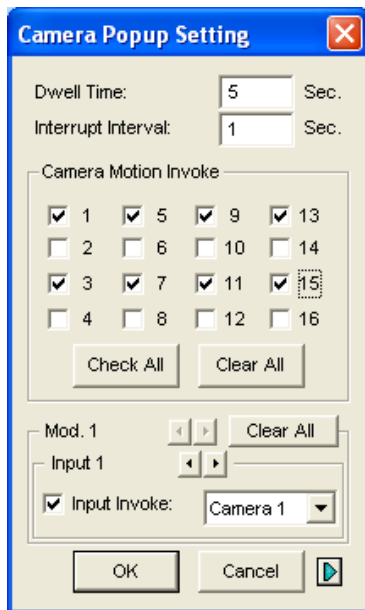 Camera Popup Setting
Dwell Time: 5 Sec.
Interrupt Interval: 1 Sec.
Camera Motion Invoke
1 5 9 13
2 6 10 14
3 7 11 15
4 8 12 16
Check All Clear All
Mod. 1 Clear All
Input 1
Input Invoke: Camera 1
OK Cancel